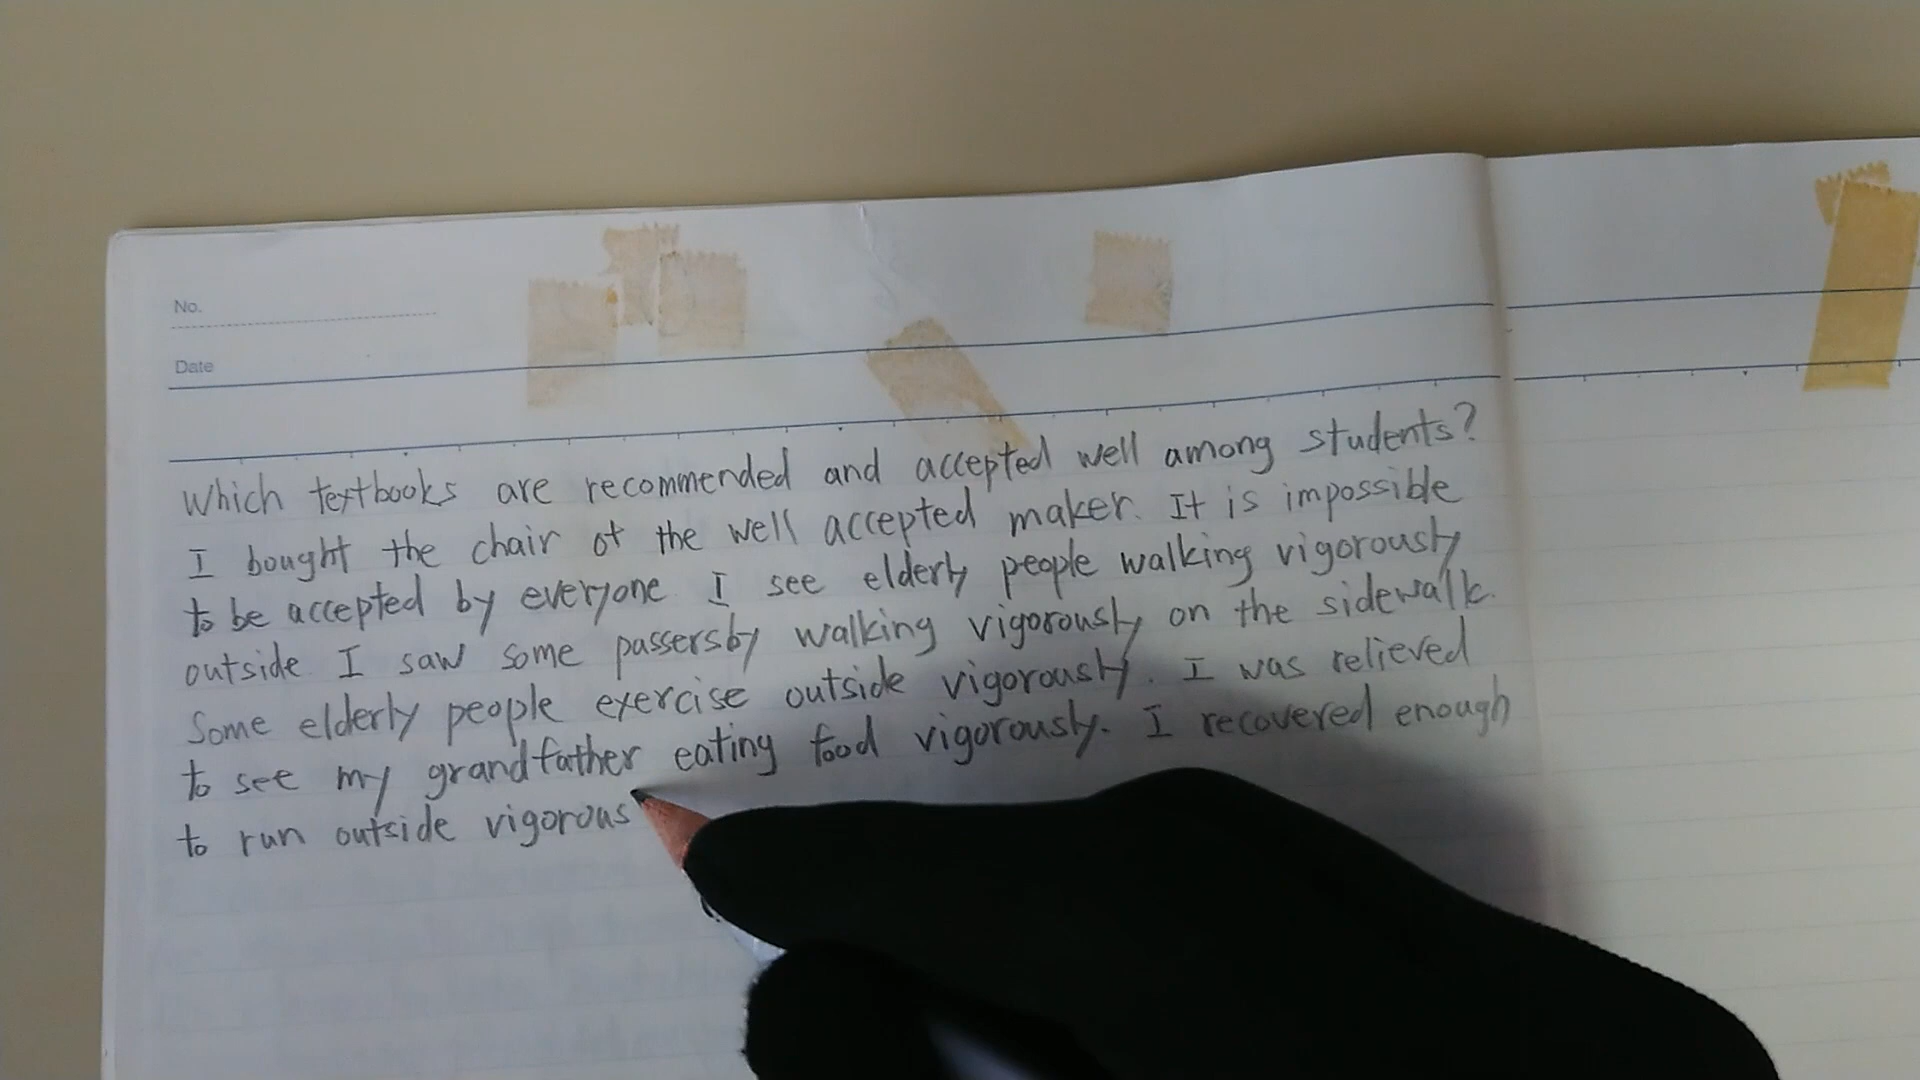 No.
Date
Which textbooks are recommended and accepted well among students?
I bought the chair of the well accepted maker. It is impossible
to be accepted by everyone. I see elderly people walking vigorously
outside. I saw some passersby walking vigorously on the sidewalk.
Some elderly people exercise outside vigorously. I was relieved
to see my grandfather eating food vigorously. I recovered enough
to run outside vigorous